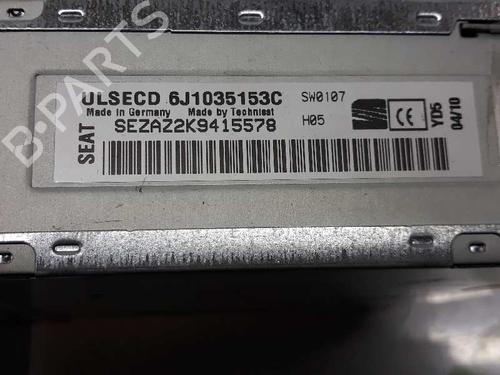 B-PARTS
ULSECD 6J1035153C
Made in Germany Made by Technisat
SEZAZ2K9415578
SEAT
SW0107
H05
CE
YD5
04/10